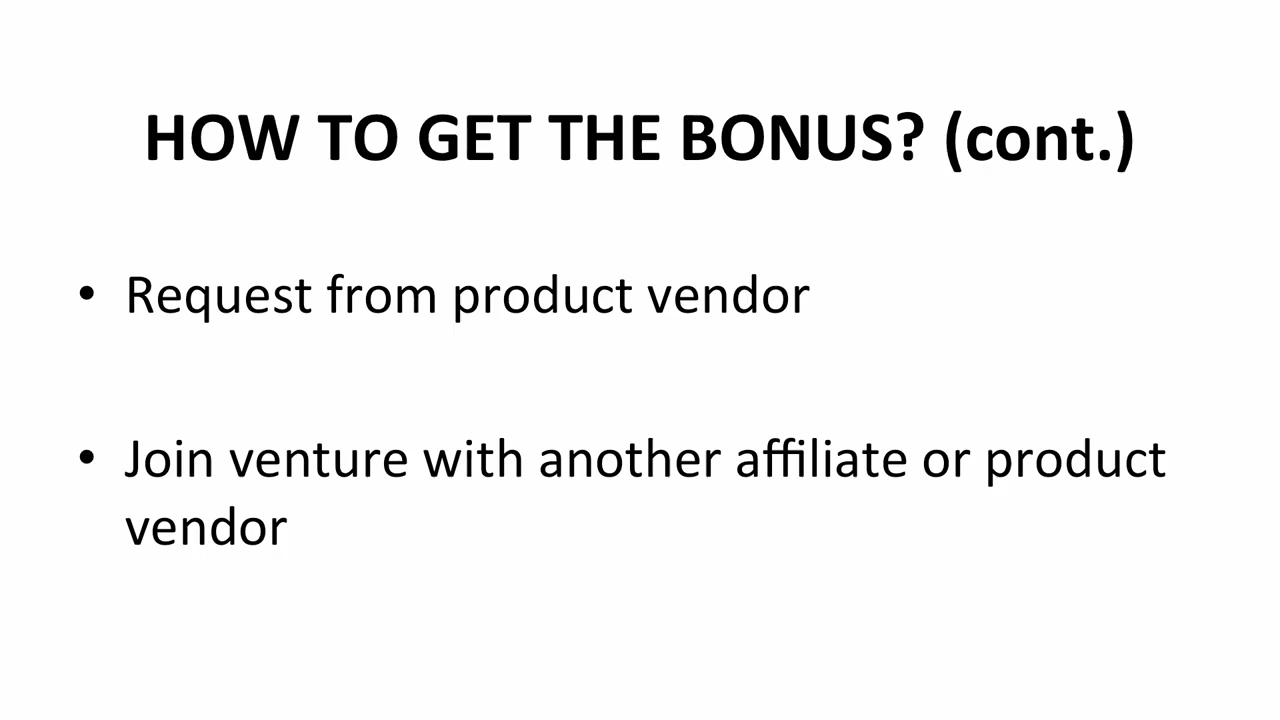 HOW TO GET THE BONUS? (cont.)
• Request from product vendor
• Join venture with another affiliate or product
vendor